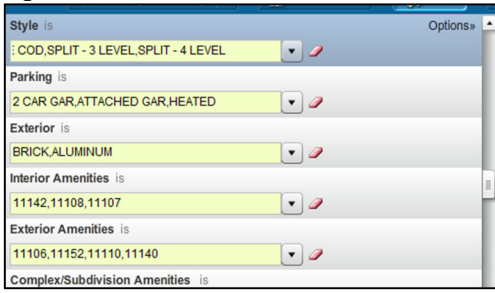 Style is Options»
COD,SPLIT - 3 LEVEL,SPLIT - 4 LEVEL
Parking is
2 CAR GAR,ATTACHED GAR,HEATED
Exterior is
BRICK,ALUMINUM
Interior Amenities is
11142,11108,11107
Exterior Amenities is
11106,11152,11110,11140
Complex/Subdivision Amenities is